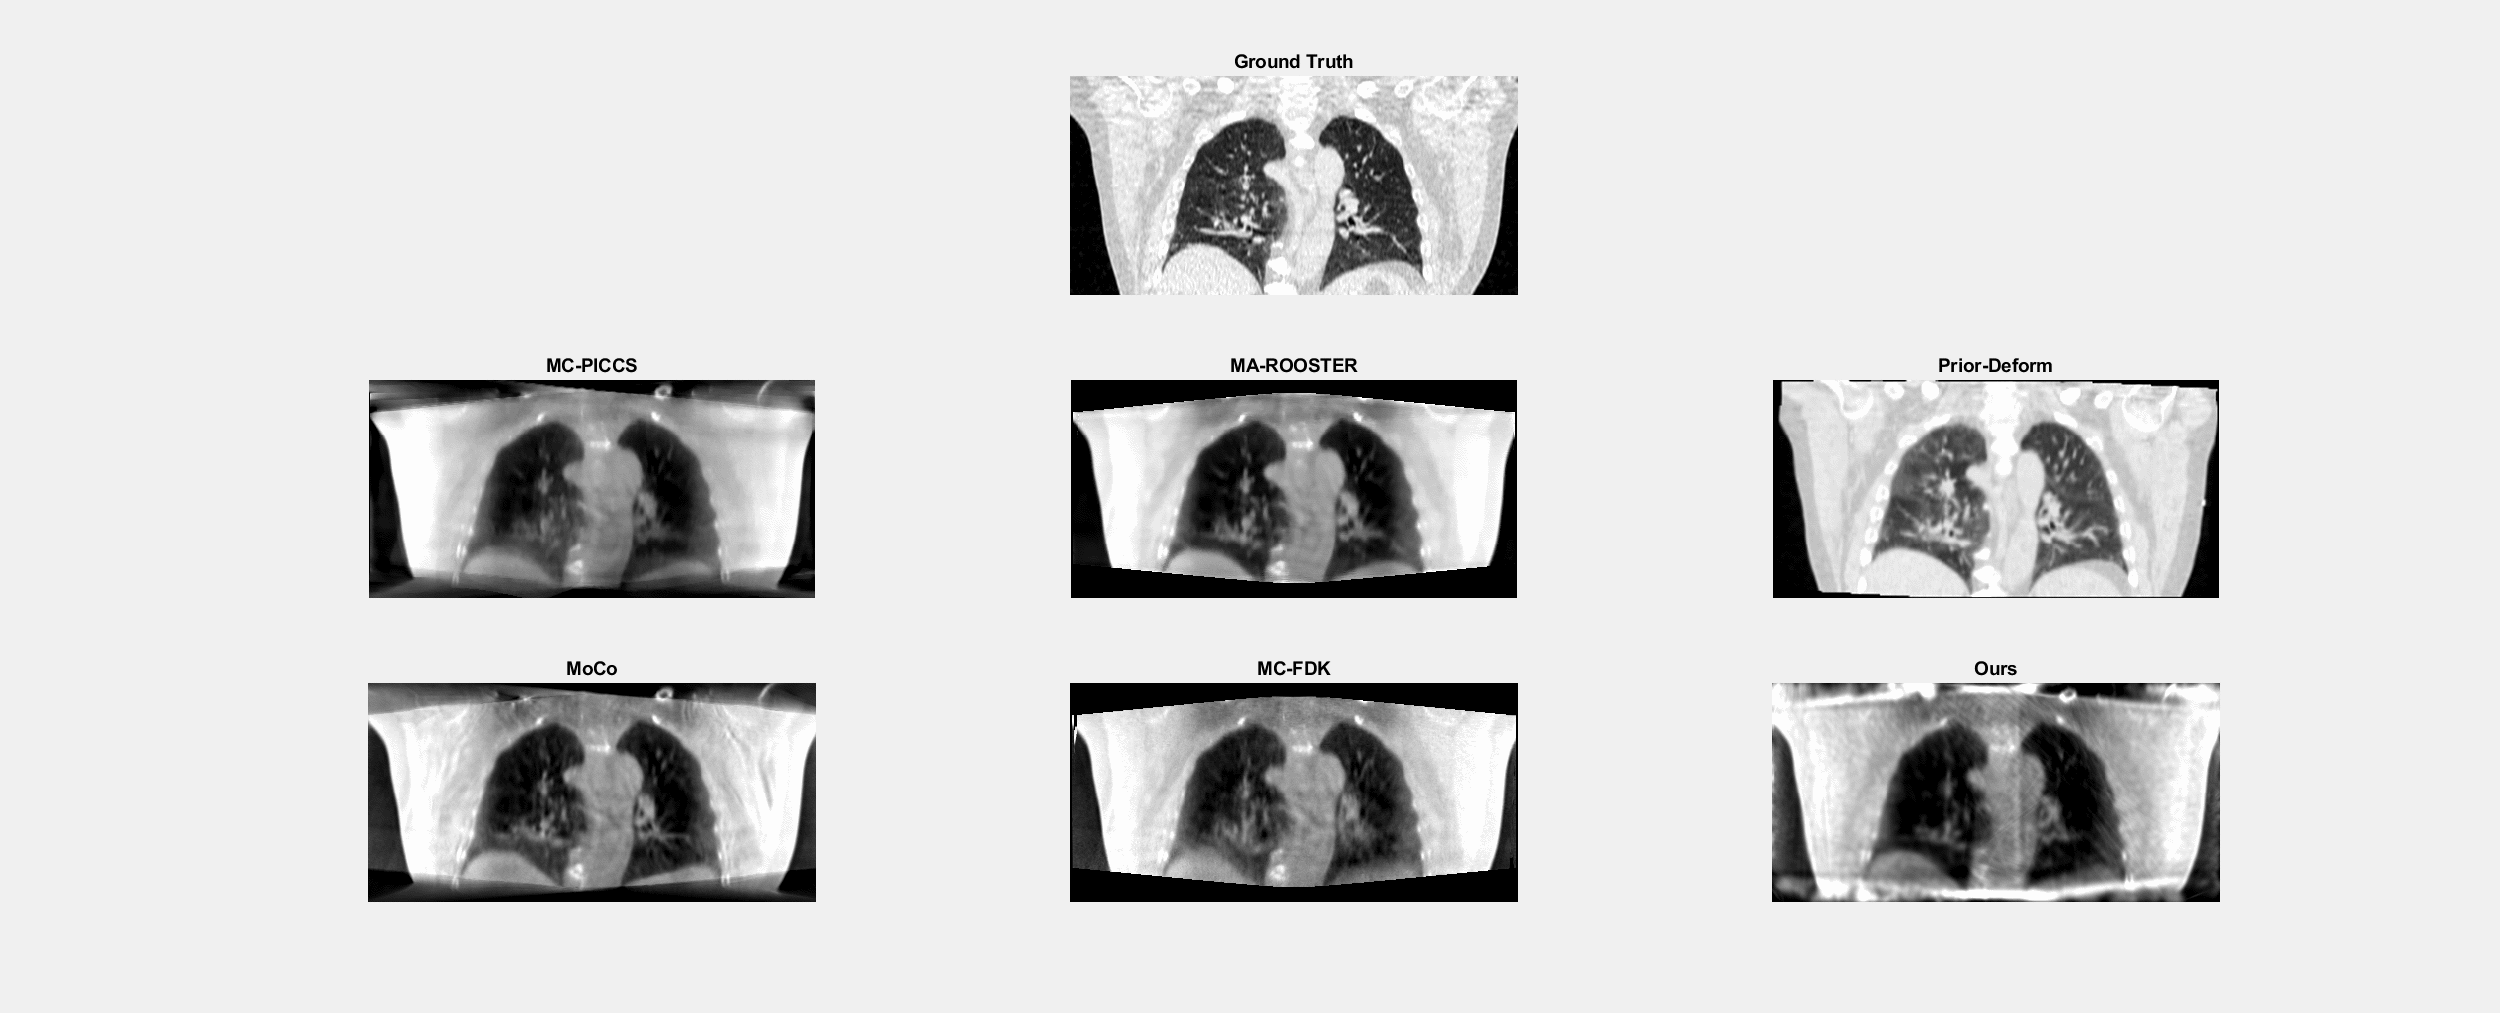 Ground Truth
MC-PICCS
MA-ROOSTER
Prior-Deform
MoCo
MC-FDK
Ours